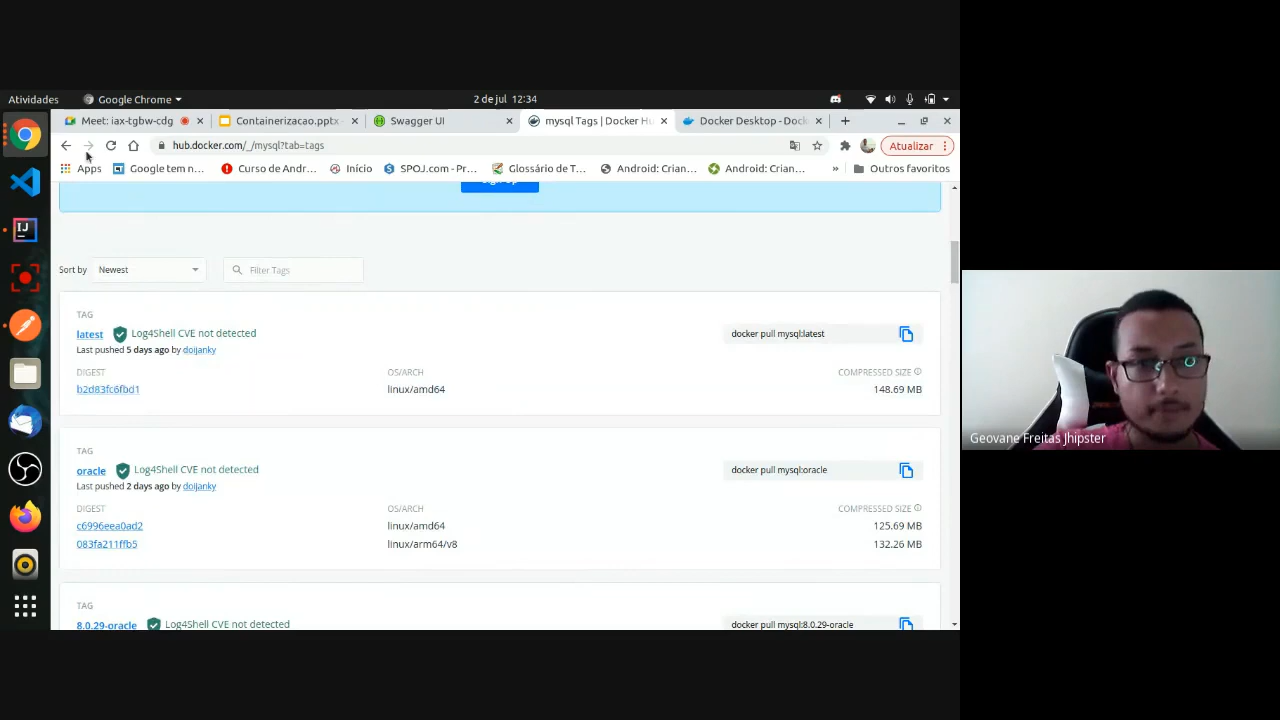 Atividades
Google Chrome
2 de jul 12:34
Meet: iax-tgbw-cdg
Containerizacao.pptx
Swagger UI
mysql Tags | Docker Hu
Docker Desktop - Docke
hub.docker.com/_/mysql?tab=tags
Atualizar
Apps
Google tem n...
Curso de Andr...
Início
SPOJ.com - Pr...
Glossário de T...
Android: Crian...
Android: Crian...
»
Outros favoritos
Sign Up
Sort by
Newest
Filter Tags
TAG
latest
Log4Shell CVE not detected
docker pull mysql:latest
Last pushed 5 days ago by doijanky
DIGEST
OS/ARCH
COMPRESSED SIZE
b2d83fc6fbd1
linux/amd64
148.69 MB
TAG
oracle
Log4Shell CVE not detected
docker pull mysql:oracle
Last pushed 2 days ago by doijanky
DIGEST
OS/ARCH
COMPRESSED SIZE
c6996eea0ad2
linux/amd64
125.69 MB
083fa211ffb5
linux/arm64/v8
132.26 MB
TAG
8.0.29-oracle
Log4Shell CVE not detected
docker pull mysql:8.0.29-oracle
Geovane Freitas Jhipster